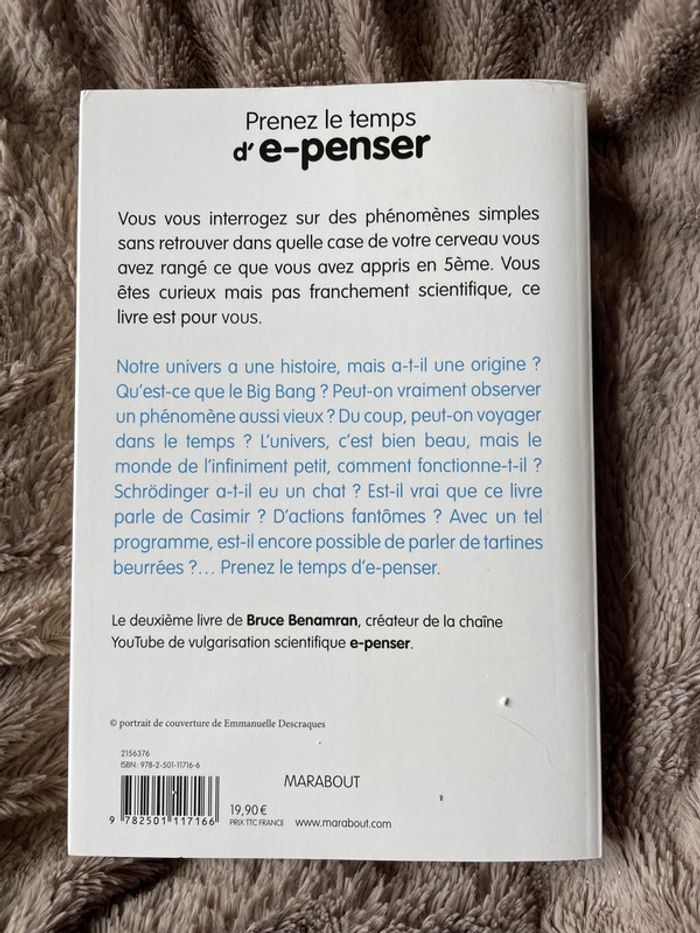 Prenez le temps
d'e-penser
Vous vous interrogez sur des phénomènes simples
sans retrouver dans quelle case de votre cerveau vous
avez rangé ce que vous avez appris en 5ème. Vous
êtes curieux mais pas franchement scientifique, ce
livre est pour vous.
Notre univers a une histoire, mais a-t-il une origine ?
Qu'est-ce que le Big Bang ? Peut-on vraiment observer
un phénomène aussi vieux ? Du coup, peut-on voyager
dans le temps ? L'univers, c'est bien beau, mais le
monde de l'infiniment petit, comment fonctionne-t-il ?
Schrödinger a-t-il eu un chat ? Est-il vrai que ce livre
parle de Casimir ? D'actions fantômes ? Avec un tel
programme, est-il encore possible de parler de tartines
beurrées ?… Prenez le temps d'e-penser.
Le deuxième livre de Bruce Benamran, créateur de la chaîne
YouTube de vulgarisation scientifique e-penser.
© portrait de couverture de Emmanuelle Descraques
2156376
ISBN : 978-2-501-11716-6
MARABOUT
19,90 €
9 782501 117166
PRIX TTC FRANCE
www.marabout.com